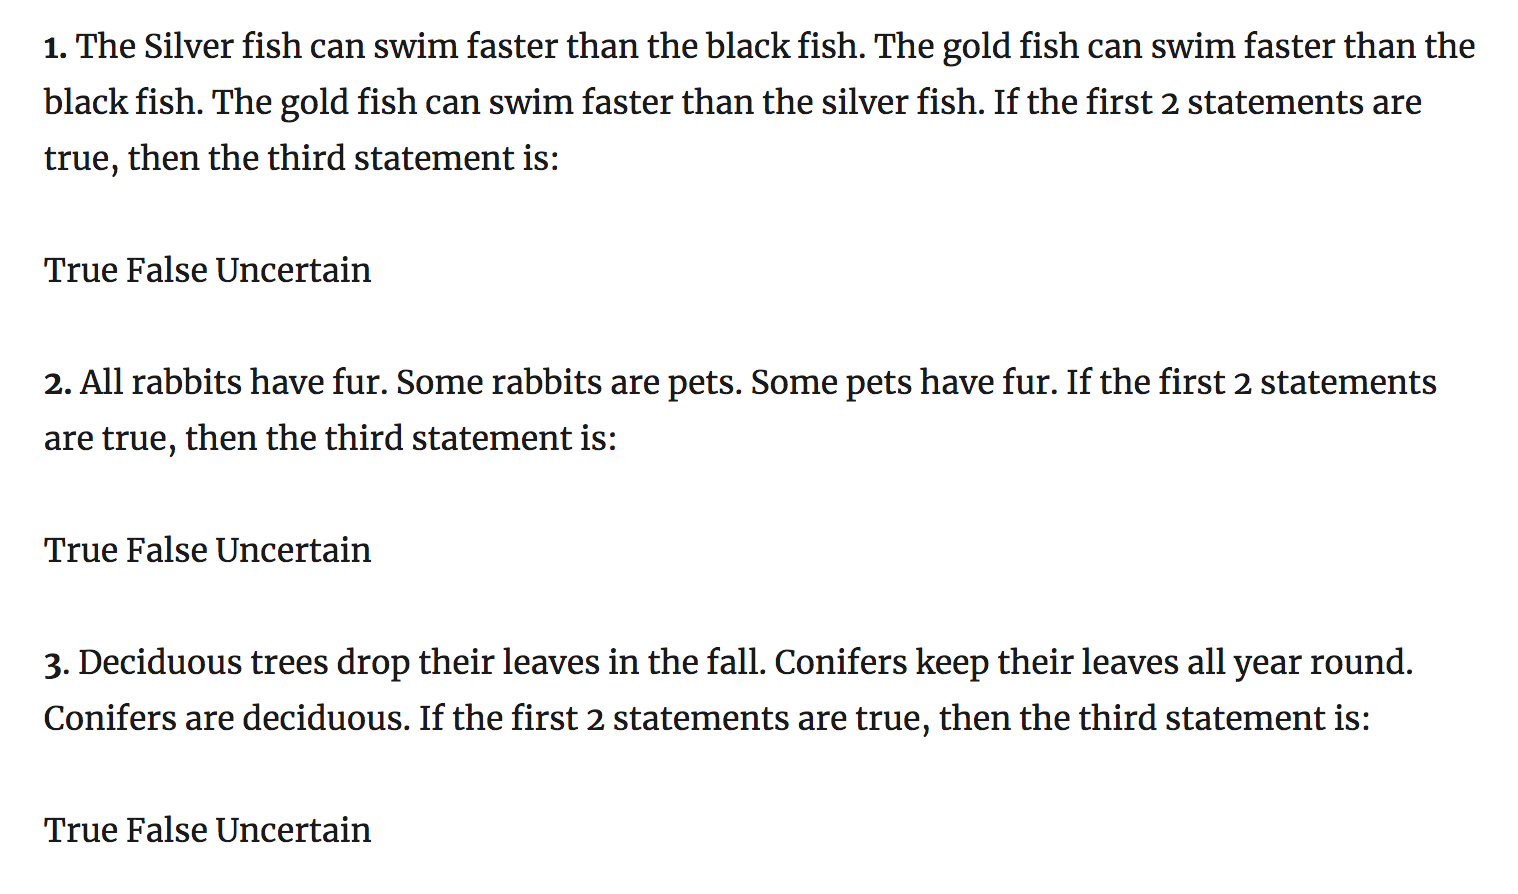 1. The Silver fish can swim faster than the black fish. The gold fish can swim faster than the
black fish. The gold fish can swim faster than the silver fish. If the first 2 statements are
true, then the third statement is:
True False Uncertain
2. All rabbits have fur. Some rabbits are pets. Some pets have fur. If the first 2 statements
are true, then the third statement is:
True False Uncertain
3. Deciduous trees drop their leaves in the fall. Conifers keep their leaves all year round.
Conifers are deciduous. If the first 2 statements are true, then the third statement is:
True False Uncertain